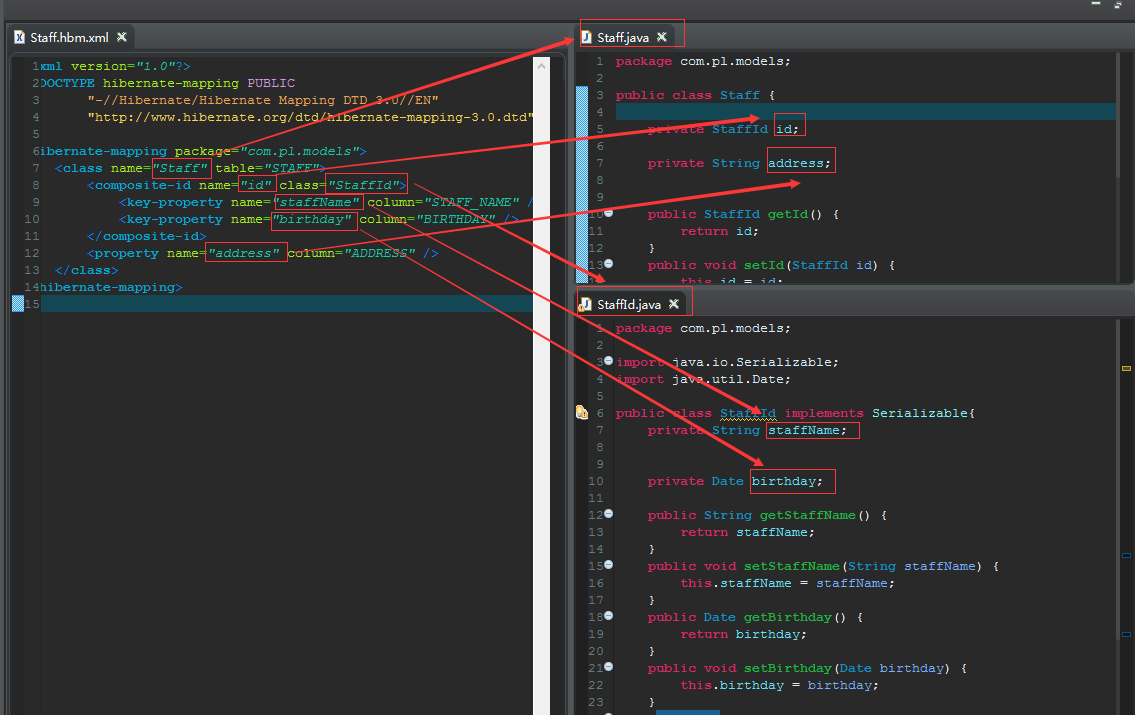 Staff.hbm.xml
1 xml version="1.0"?>
2 DOCTYPE hibernate-mapping PUBLIC
3 "-//Hibernate/Hibernate Mapping DTD 3.0//EN"
4 "http://www.hibernate.org/dtd/hibernate-mapping-3.0.dtd"
5
6 ibernate-mapping package="com.pl.models">
7 <class name="Staff" table="STAFF">
8 <composite-id name="id" class="StaffId">
9 <key-property name="staffName" column="STAFF_NAME" /
10 <key-property name="birthday" column="BIRTHDAY" />
11 </composite-id>
12 <property name="address" column="ADDRESS" />
13 </class>
14 hibernate-mapping>
15
Staff.java
1 package com.pl.models;
2
3 public class Staff {
4
5 private StaffId id;
6
7 private String address;
8
9
10 public StaffId getId() {
11 return id;
12 }
13 public void setId(StaffId id) {
this.id = id;
StaffId.java
1 package com.pl.models;
2
3 import java.io.Serializable;
4 import java.util.Date;
5
6 public class StaffId implements Serializable{
7 private String staffName;
8
9
10 private Date birthday;
11
12 public String getStaffName() {
13 return staffName;
14 }
15 public void setStaffName(String staffName) {
16 this.staffName = staffName;
17 }
18 public Date getBirthday() {
19 return birthday;
20 }
21 public void setBirthday(Date birthday) {
22 this.birthday = birthday;
23 }